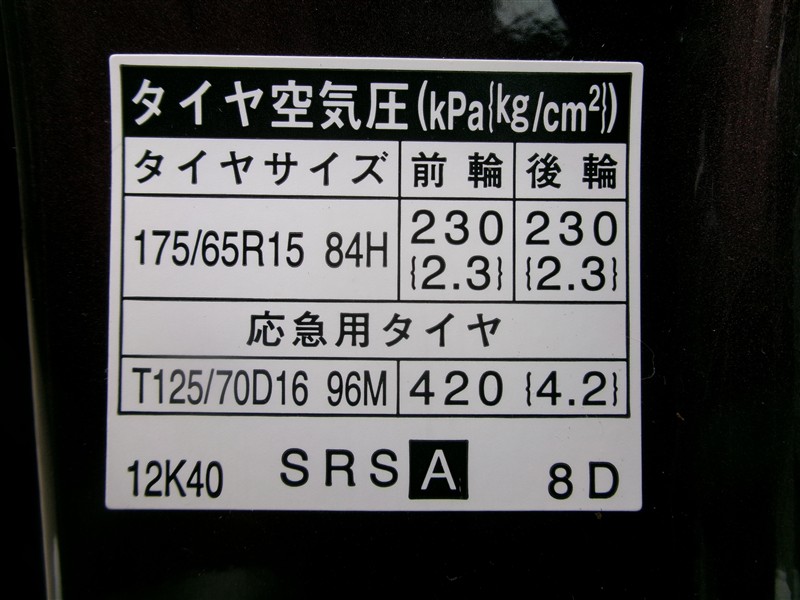 タイヤ空気圧(kPa{kg/cm²})
タイヤサイズ 前輪 後輪
175/65R15 84H 230 {2.3} 230 {2.3}
応急用タイヤ
T125/70D16 96M 420 {4.2}
12K40 SRS A 8D